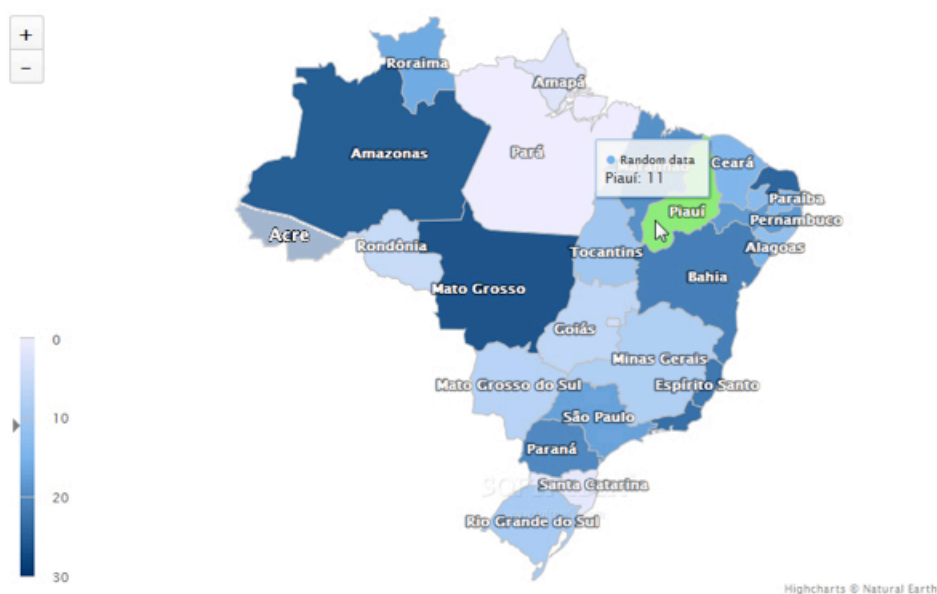 +
−
Roraima
Amapá
Amazonas
Pará
Random data
Piauí: 11
Ceará
Paraíba
Piauí
Pernambuco
Acre
Rondônia
Tocantins
Alagoas
Bahia
Mato Grosso
Goiás
Minas Gerais
Mato Grosso do Sul
Espírito Santo
São Paulo
Paraná
Santa Catarina
Rio Grande do Sul
0
10
20
30
Highcharts © Natural Earth